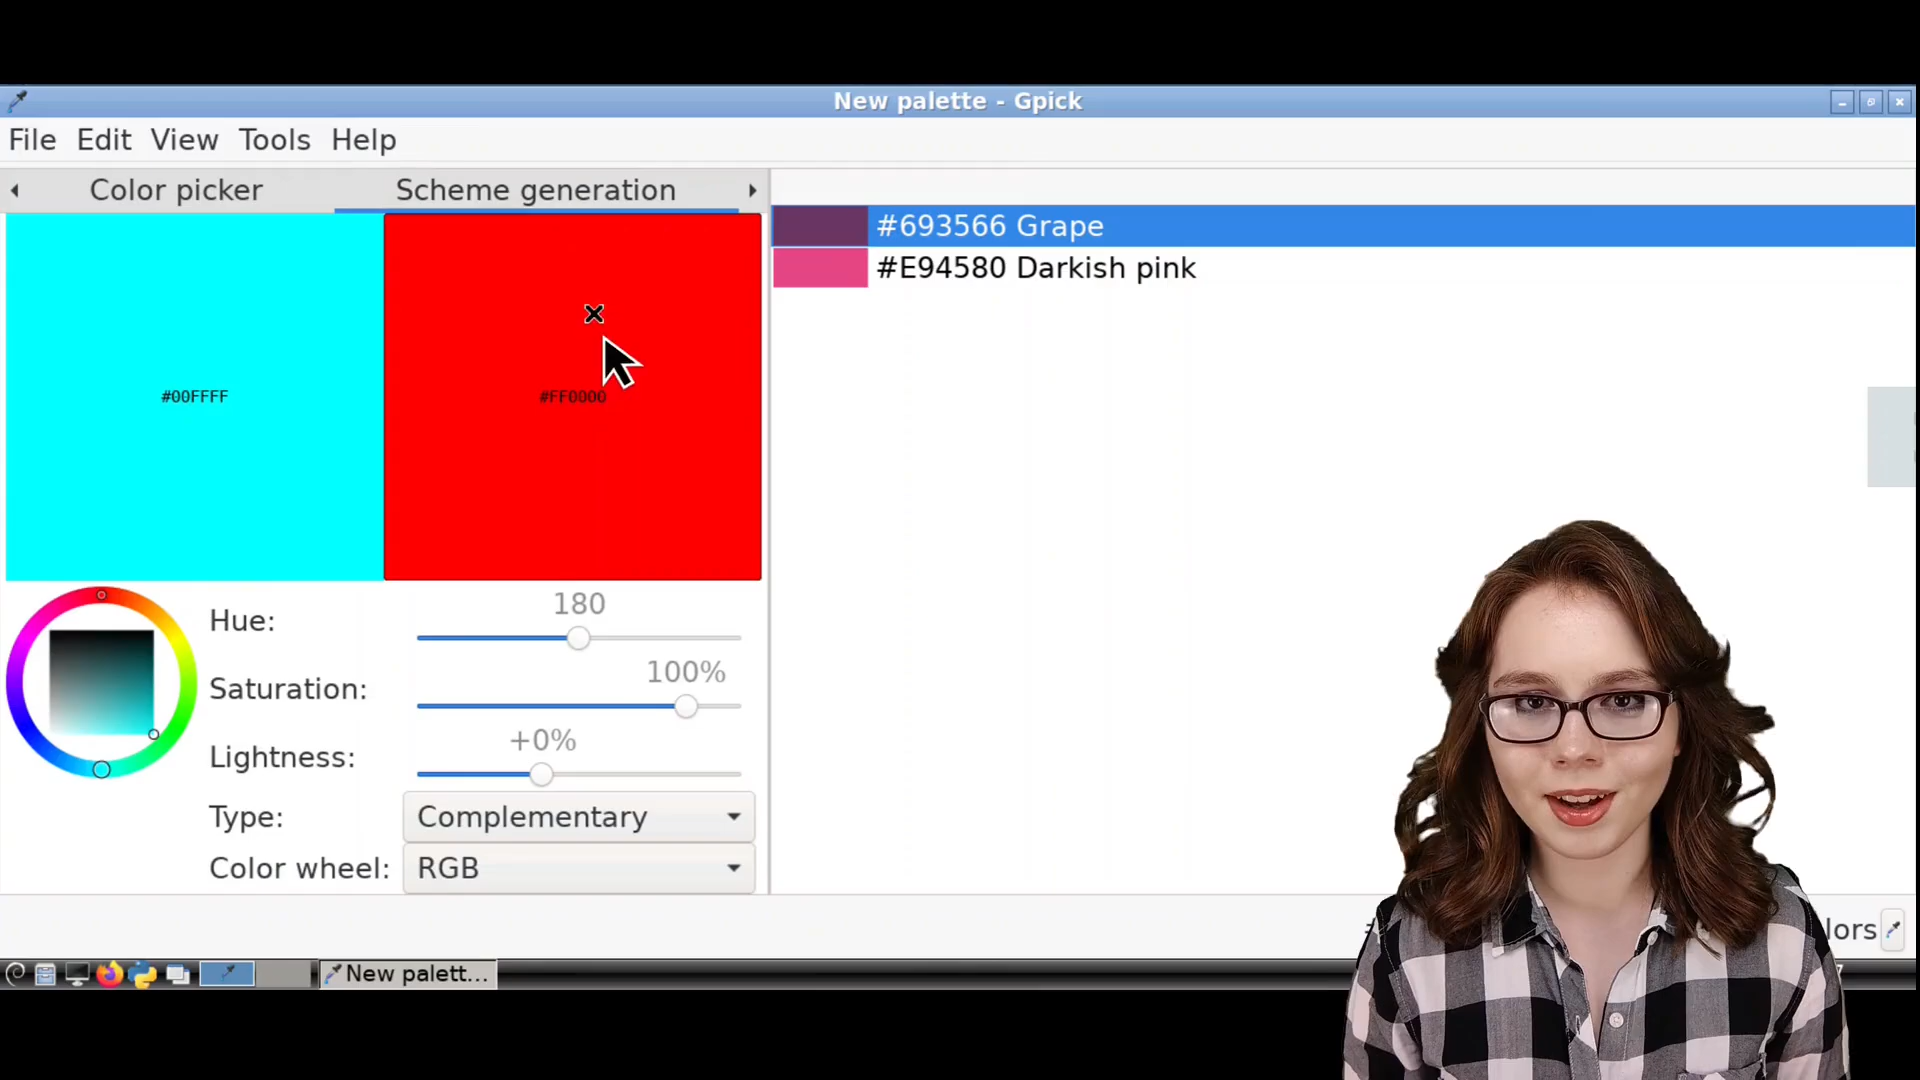 New palette - Gpick
File Edit View Tools Help
Color picker Scheme generation
#693566 Grape
#E94580 Darkish pink
#00FFFF #FF0000
Hue: 180
Saturation: 100%
Lightness: +0%
Type: Complementary
Color wheel: RGB
New palett...